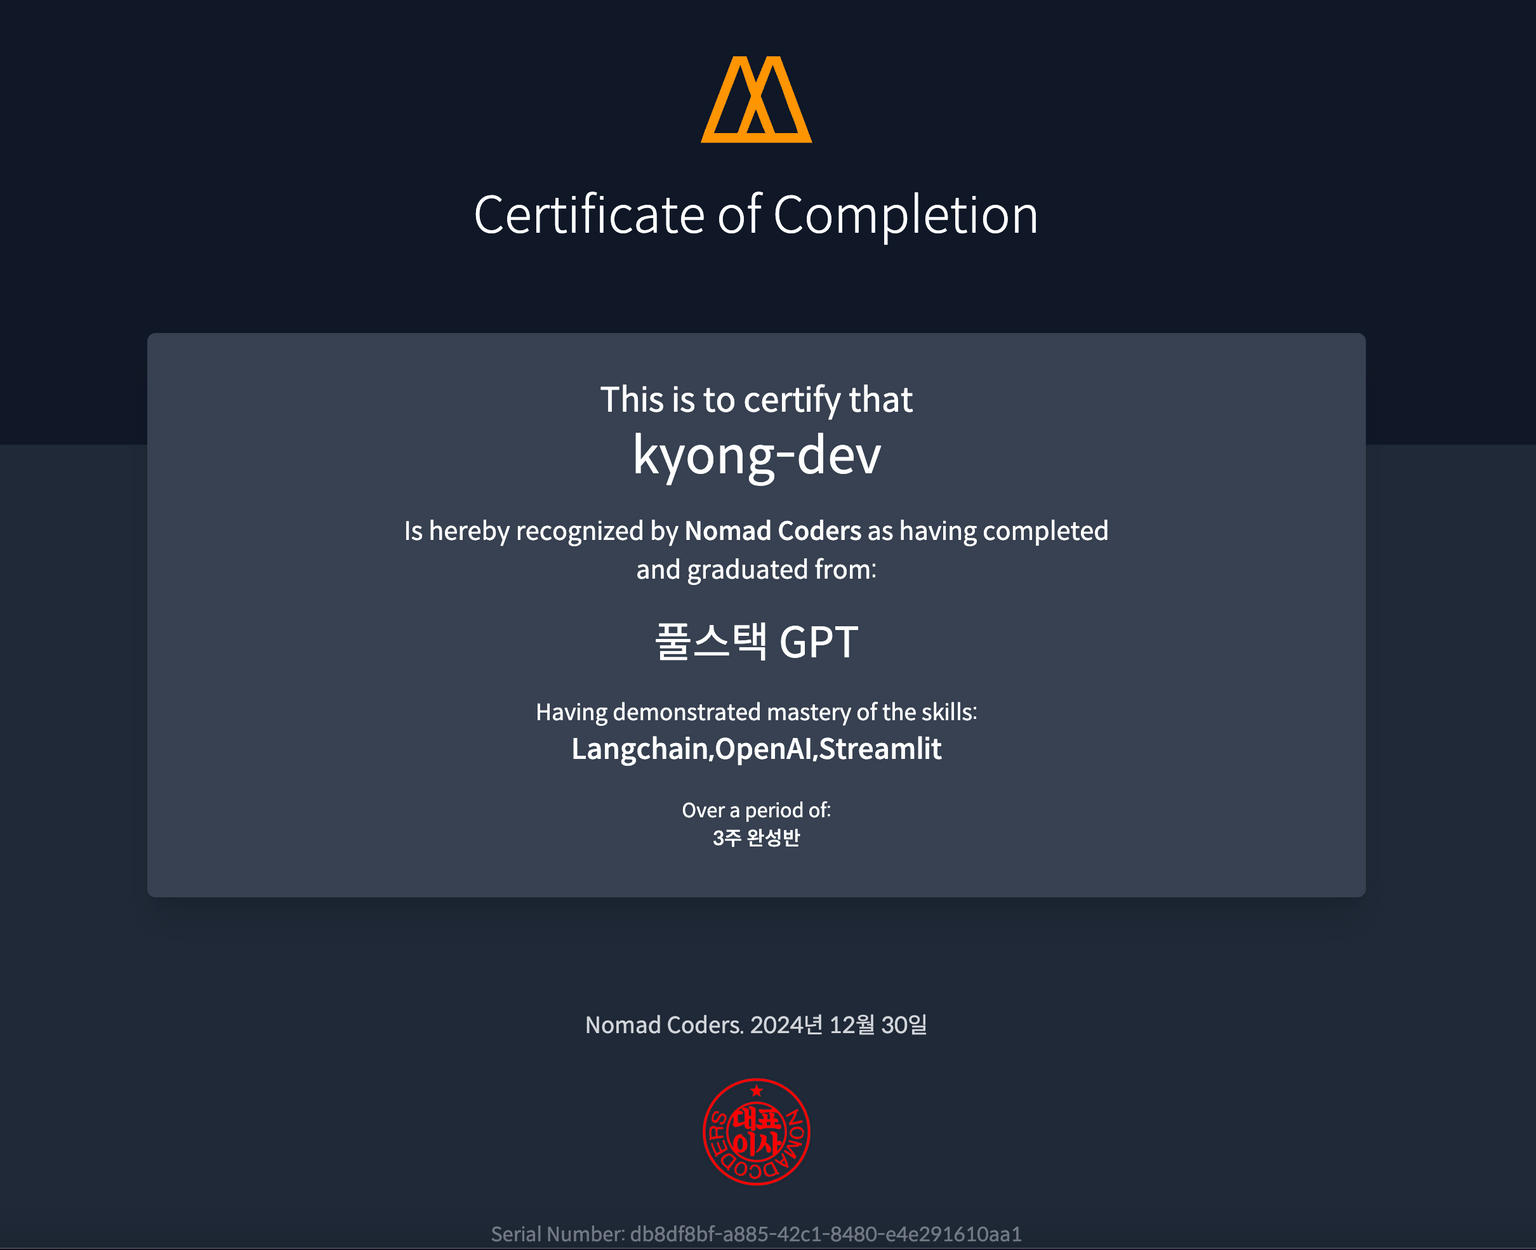 Certificate of Completion
This is to certify that
kyong-dev
Is hereby recognized by Nomad Coders as having completed
and graduated from:
풀스택 GPT
Having demonstrated mastery of the skills:
Langchain,OpenAI,Streamlit
Over a period of:
3주 완성반
Nomad Coders. 2024년 12월 30일
대표
이사
NOMADCODERS
Serial Number: db8df8bf-a885-42c1-8480-e4e291610aa1